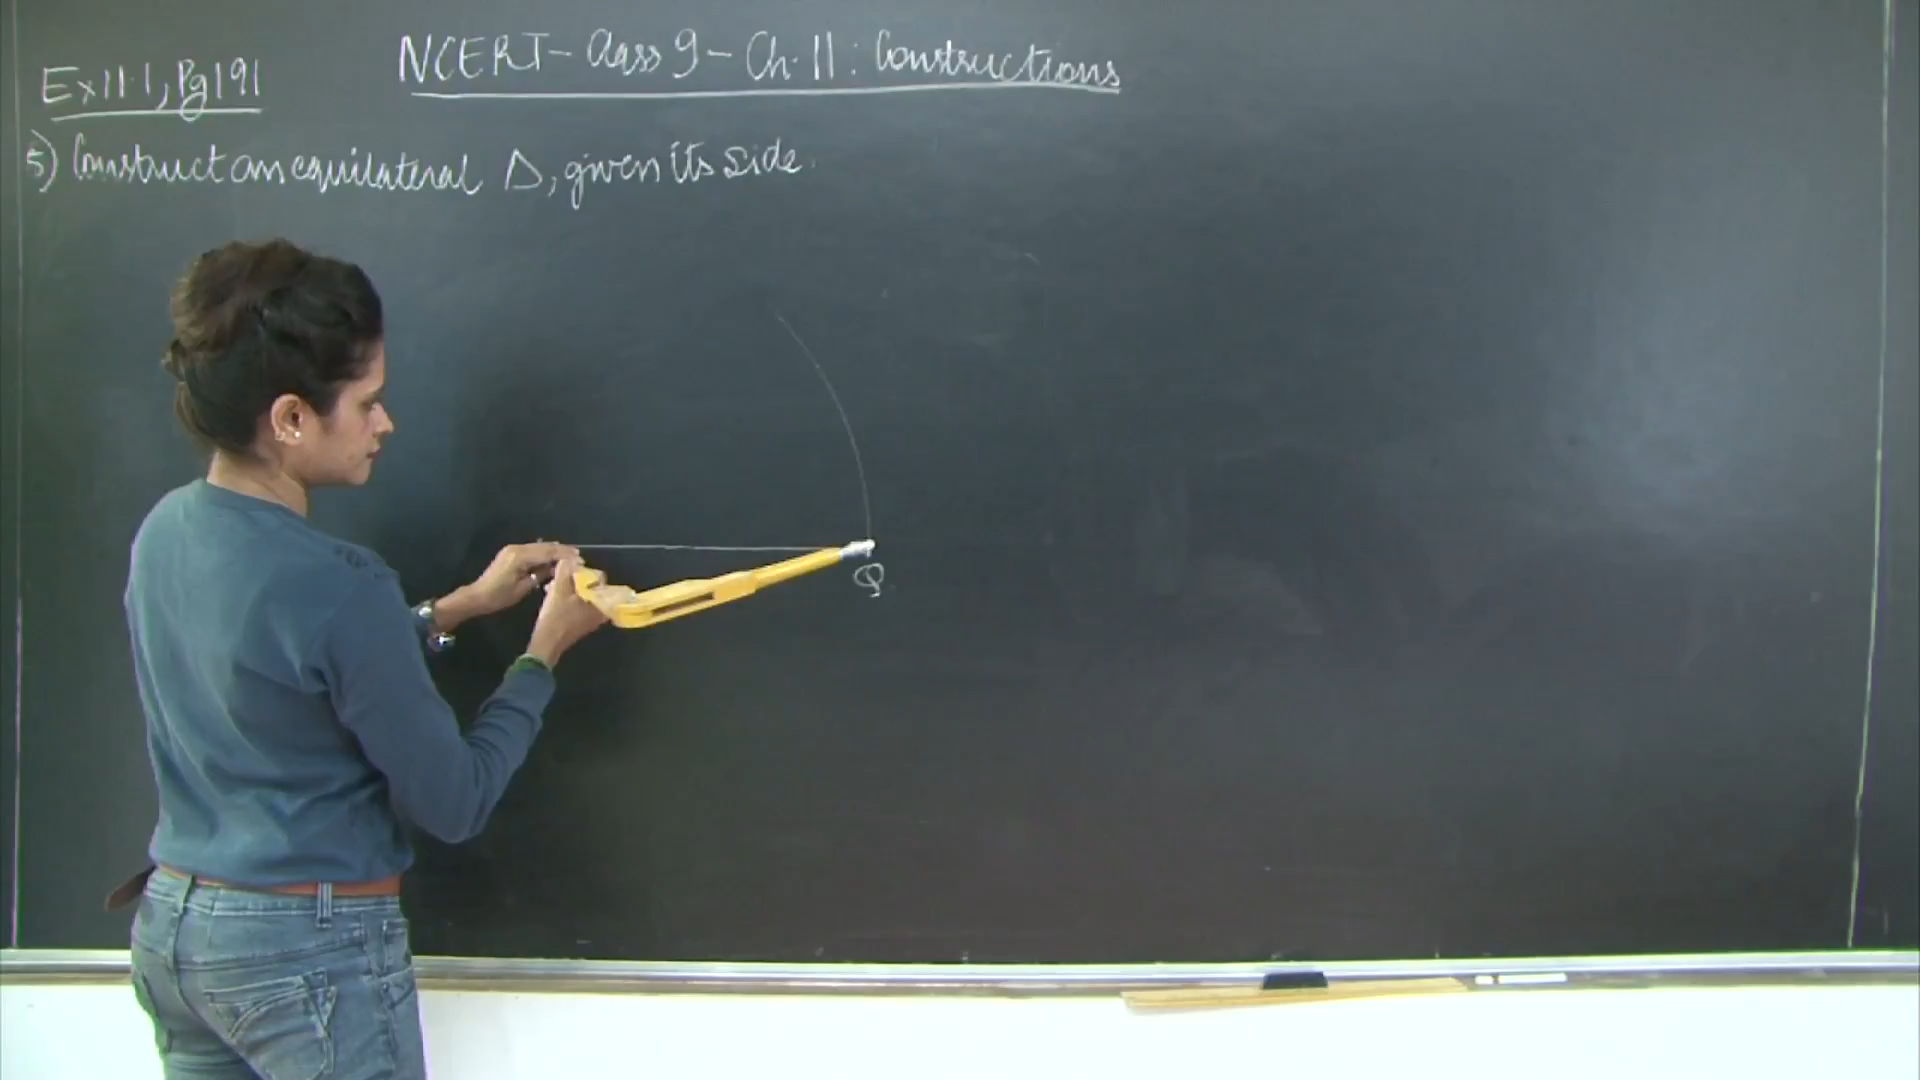 NCERT - Class 9 - Ch. 11 : Constructions
Ex 11.1, Pg 191
5) Construct an equilateral Δ, given its side.
Q